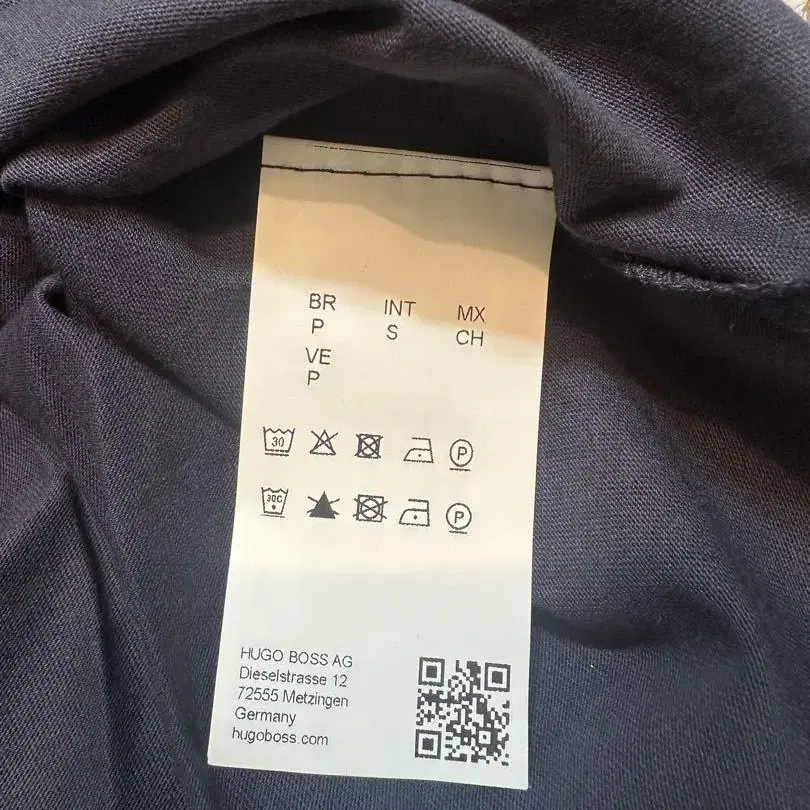 BR INT MX
P S CH
VE
P
30 P
30C P
HUGO BOSS AG
Dieselstrasse 12
72555 Metzingen
Germany
hugoboss.com